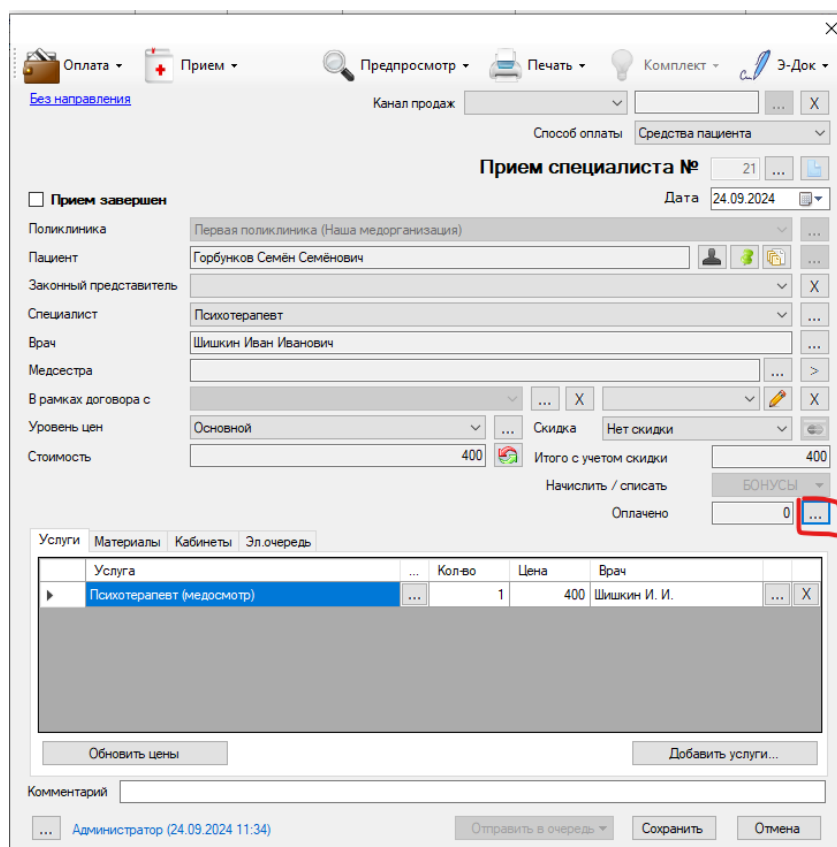 Оплата Прием Предпросмотр Печать Комплект Э-Док
Без направления
Канал продаж ... X
Способ оплаты Средства пациента
Прием специалиста № 21 ...
Прием завершен
Дата 24.09.2024
Поликлиника Первая поликлиника (Наша медорганизация) ...
Пациент Горбунков Семён Семёнович ...
Законный представитель X
Специалист Психотерапевт ...
Врач Шишкин Иван Иванович ...
Медсестра ... >
В рамках договора с ... X X
Уровень цен Основной ... Скидка Нет скидки
Стоимость 400 Итого с учетом скидки 400
Начислить / списать БОНУСЫ
Оплачено 0 ...
Услуги Материалы Кабинеты Эл.очередь
Услуга ... Кол-во Цена Врач
Психотерапевт (медосмотр) ... 1 400 Шишкин И. И. ... X
Обновить цены Добавить услуги...
Комментарий
... Администратор (24.09.2024 11:34) Отправить в очередь Сохранить Отмена